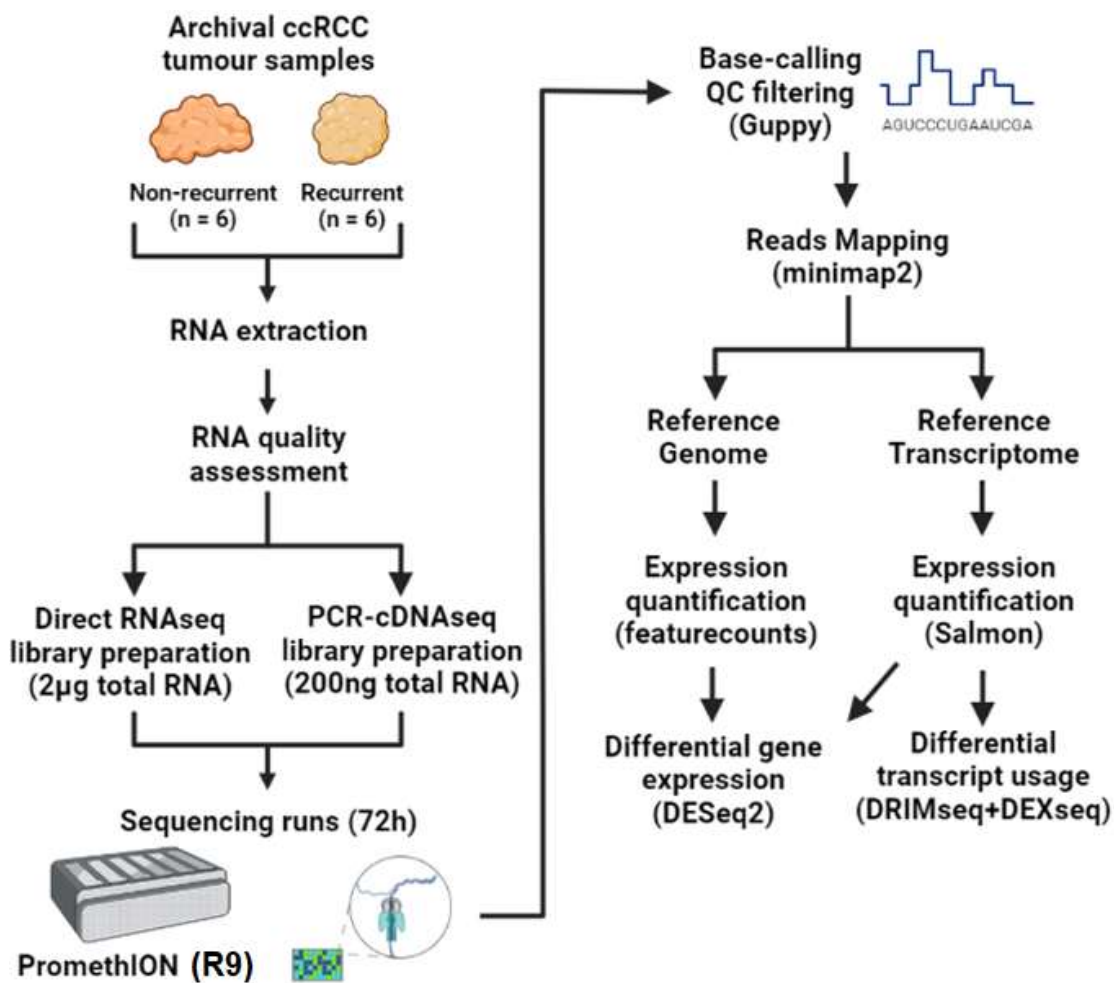 Archival ccRCC
tumour samples
Non-recurrent
(n = 6)
Recurrent
(n = 6)
RNA extraction
RNA quality
assessment
Direct RNAseq
library preparation
(2µg total RNA)
PCR-cDNAseq
library preparation
(200ng total RNA)
Sequencing runs (72h)
PromethION (R9)
Base-calling
QC filtering
(Guppy)
AGUCCCUGAAUCGA
Reads Mapping
(minimap2)
Reference
Genome
Reference
Transcriptome
Expression
quantification
(featurecounts)
Expression
quantification
(Salmon)
Differential gene
expression
(DESeq2)
Differential
transcript usage
(DRIMseq+DEXseq)